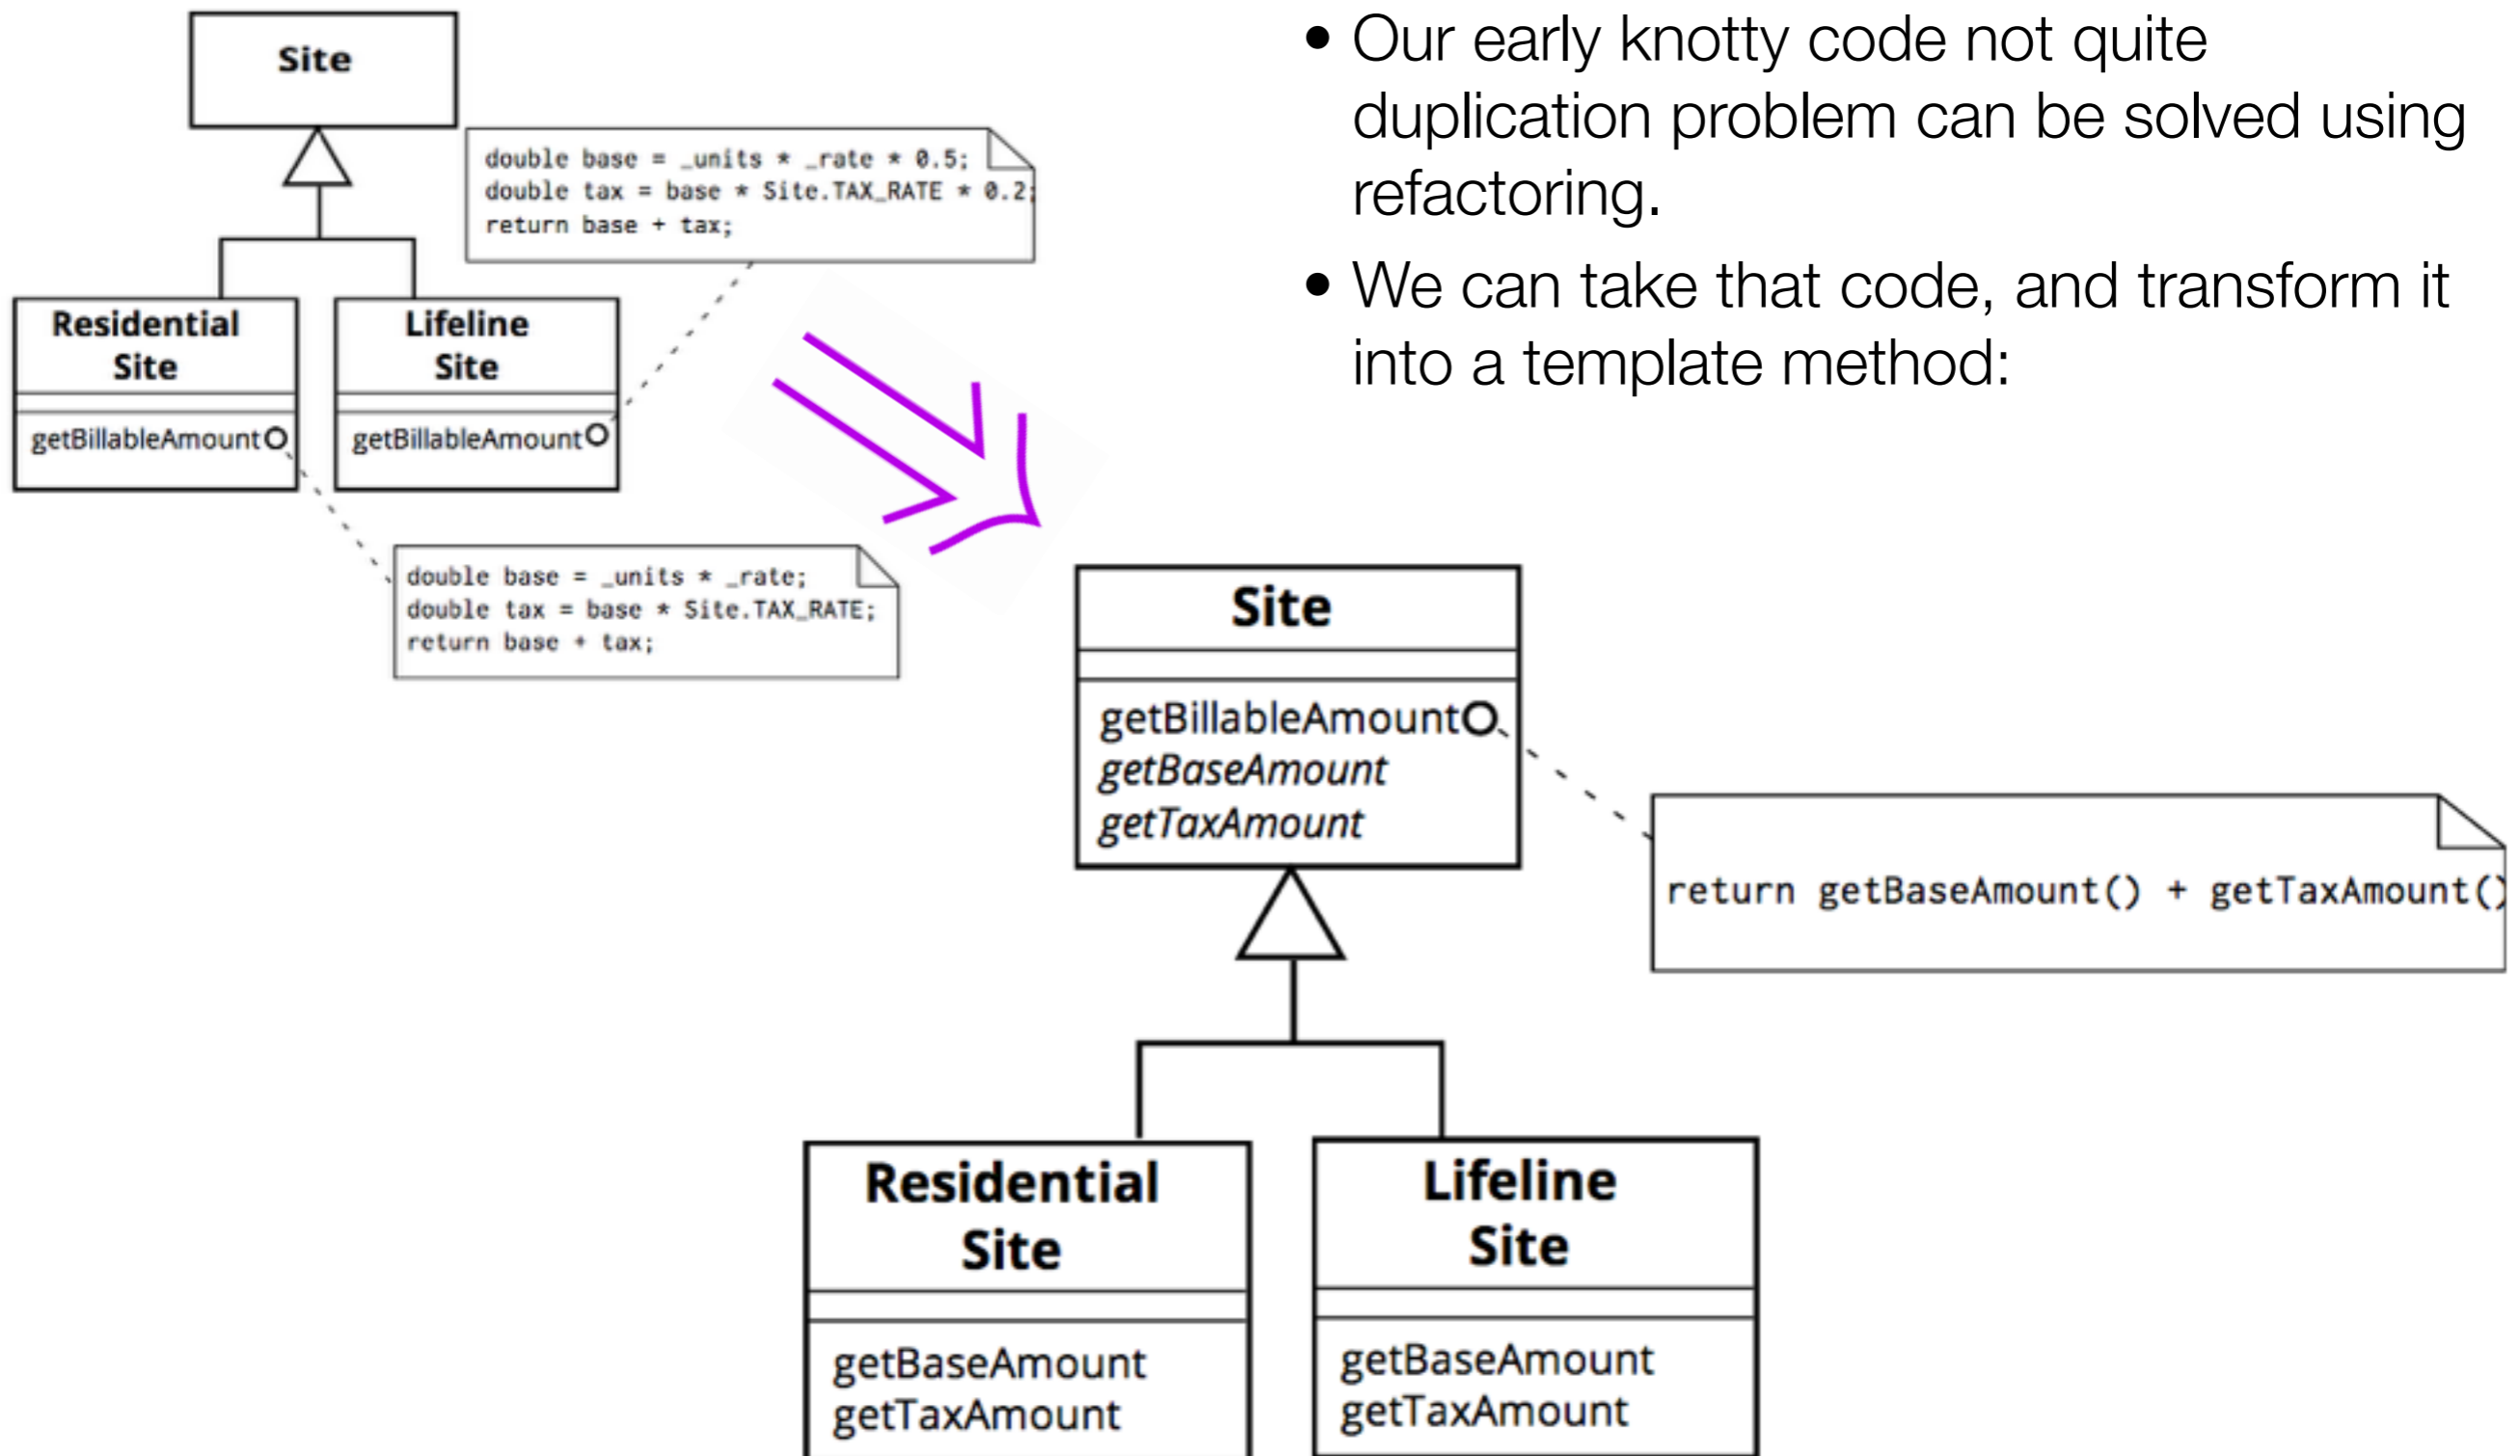 • Our early knotty code not quite
duplication problem can be solved using
refactoring.
• We can take that code, and transform it
into a template method:
Site
double base = _units * _rate * 0.5;
double tax = base * Site.TAX_RATE * 0.2;
return base + tax;
Residential
Site
getBillableAmount
Lifeline
Site
getBillableAmount
double base = _units * _rate;
double tax = base * Site.TAX_RATE;
return base + tax;
Site
getBillableAmount
getBaseAmount
getTaxAmount
return getBaseAmount() + getTaxAmount()
Residential
Site
getBaseAmount
getTaxAmount
Lifeline
Site
getBaseAmount
getTaxAmount